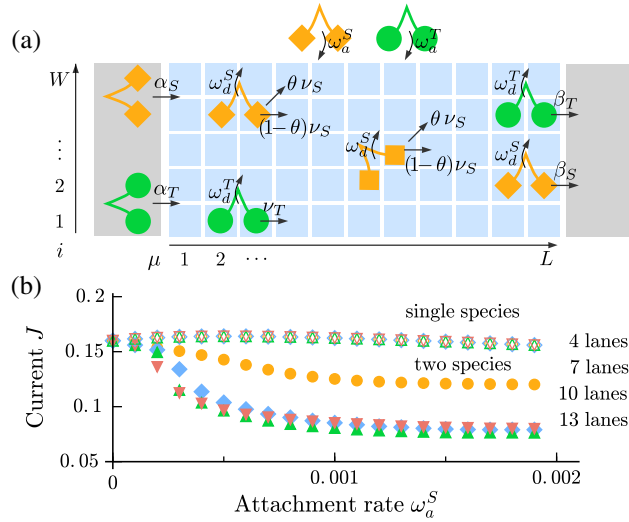 (a)
ω_a^S ω_a^T
W
α_S ω_d^S θ ν_S (1−θ)ν_S
ω_d^T β_T
⋮
ω_d^S θ ν_S (1−θ)ν_S
ω_d^S β_S
2
α_T ω_d^T ν_T
1
i μ 1 2 ··· L
(b)
0.2
single species
4 lanes
0.15
two species
7 lanes
Current J
10 lanes
0.1
13 lanes
0.05
0 0.001 0.002
Attachment rate ω_a^S